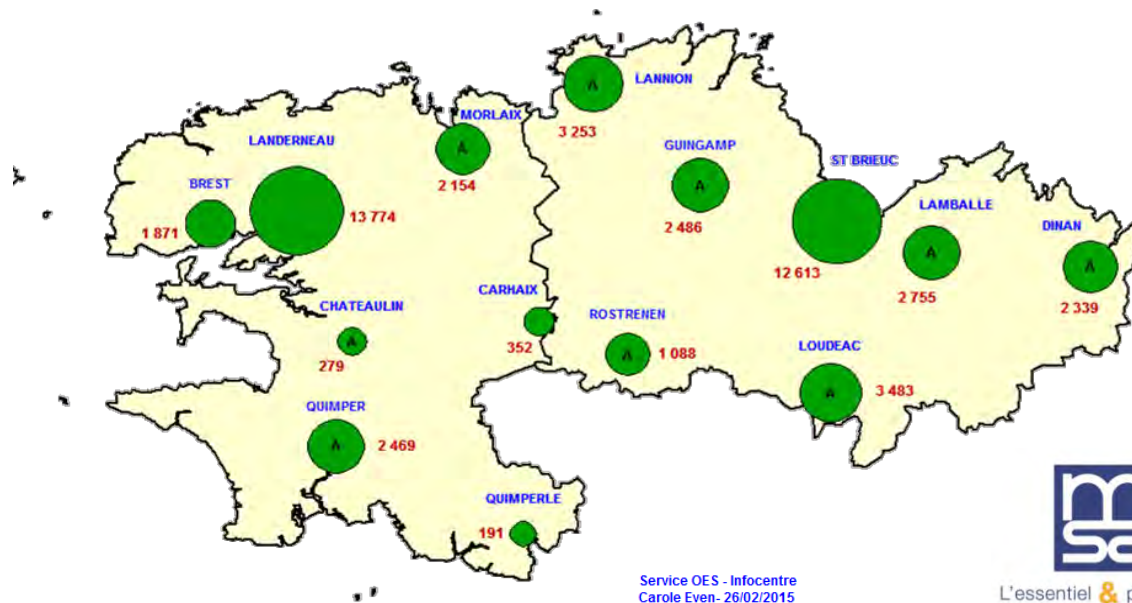 LANNION
A
3 253
MORLAIX
A
2 154
LANDERNEAU
13 774
BREST
1 871
GUINGAMP
A
2 486
ST BRIEUC
12 613
LAMBALLE
A
2 755
DINAN
A
2 339
CHATEAULIN
A
279
CARHAIX
352
ROSTRENEN
A
1 088
LOUDEAC
A
3 483
QUIMPER
A
2 469
QUIMPERLE
191
Service OES - Infocentre
Carole Even- 26/02/2015
L'essentiel & p